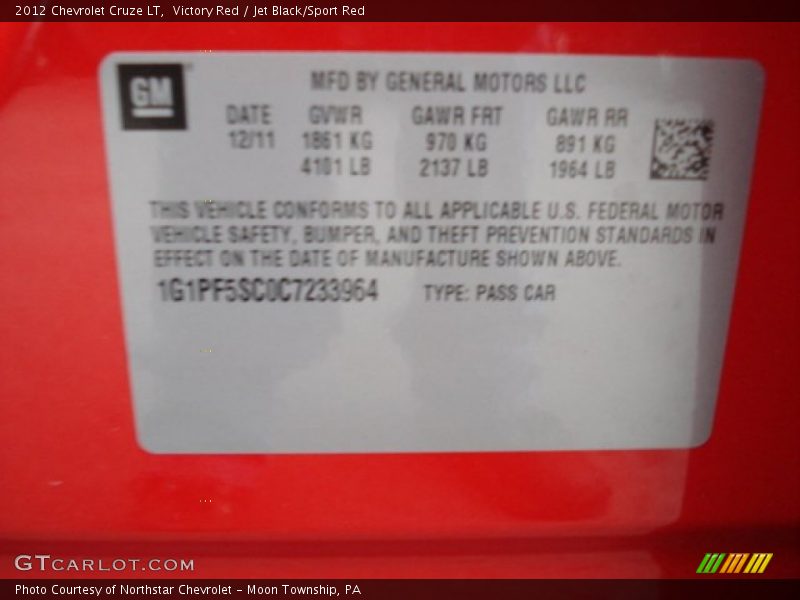 2012 Chevrolet Cruze LT, Victory Red / Jet Black/Sport Red
GM
MFD BY GENERAL MOTORS LLC
DATE GVWR GAWR FRT GAWR RR
12/11 1861 KG 970 KG 891 KG
4101 LB 2137 LB 1964 LB
THIS VEHICLE CONFORMS TO ALL APPLICABLE U.S. FEDERAL MOTOR
VEHICLE SAFETY, BUMPER, AND THEFT PREVENTION STANDARDS IN
EFFECT ON THE DATE OF MANUFACTURE SHOWN ABOVE.
1G1PF5SC0C7233964 TYPE: PASS CAR
GTCARLOT.COM
Photo Courtesy of Northstar Chevrolet - Moon Township, PA